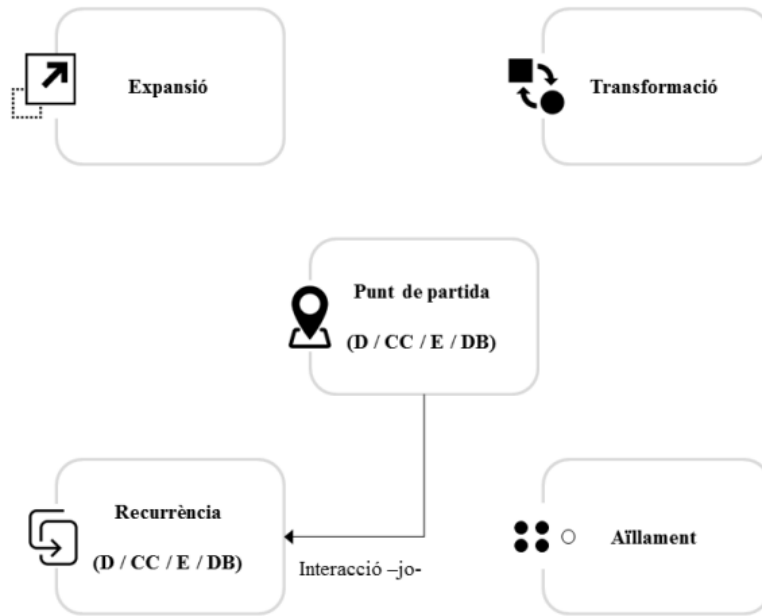 Expansió
Transformació
Punt de partida
(D / CC / E / DB)
Recurrència
(D / CC / E / DB)
Interacció –jo-
Aïllament